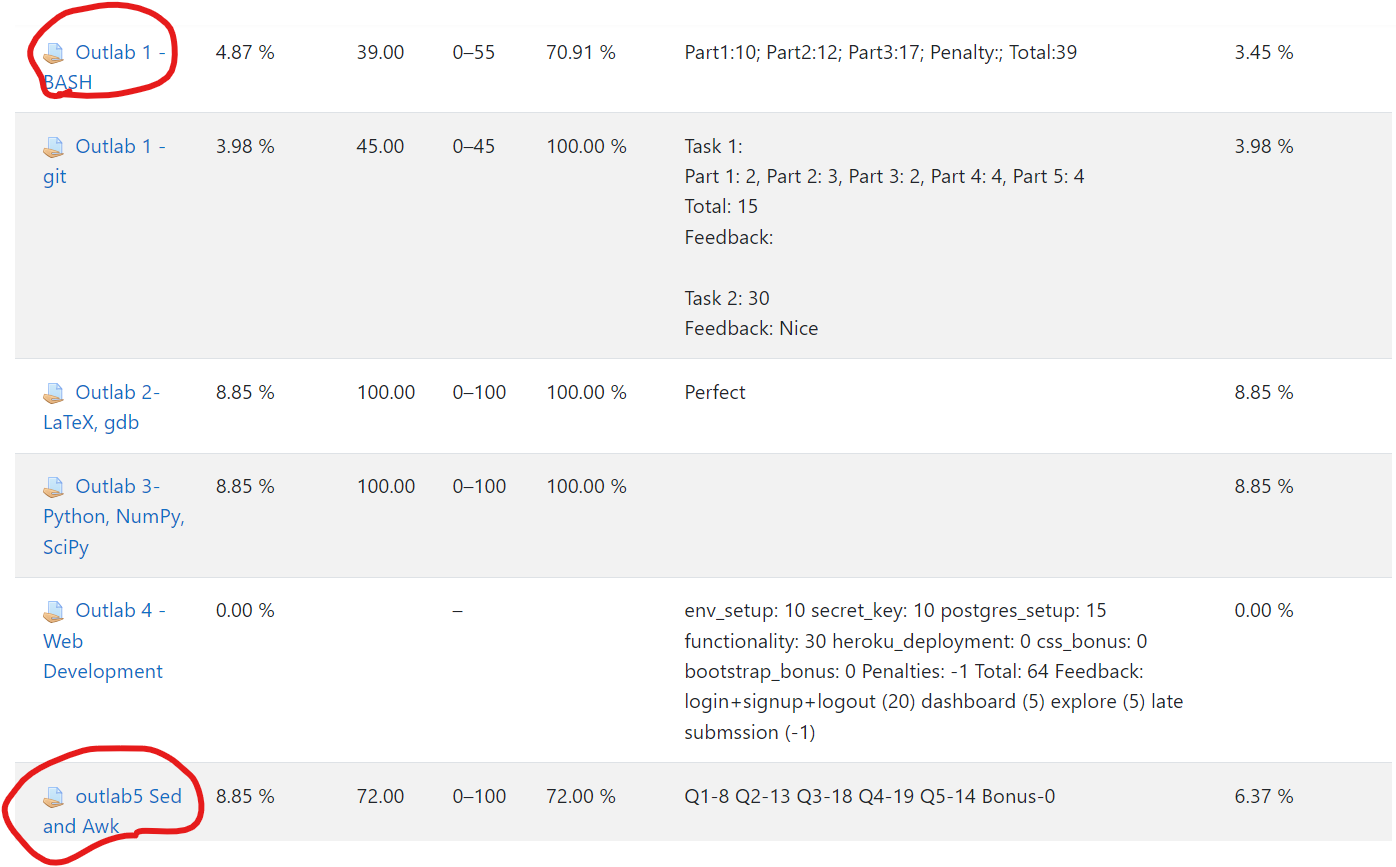 Outlab 1 - 4.87 % 39.00 0–55 70.91 % Part1:10; Part2:12; Part3:17; Penalty:; Total:39 3.45 %
BASH
Outlab 1 - 3.98 % 45.00 0–45 100.00 % Task 1: 3.98 %
git Part 1: 2, Part 2: 3, Part 3: 2, Part 4: 4, Part 5: 4
Total: 15
Feedback:
Task 2: 30
Feedback: Nice
Outlab 2- 8.85 % 100.00 0–100 100.00 % Perfect 8.85 %
LaTeX, gdb
Outlab 3- 8.85 % 100.00 0–100 100.00 % 8.85 %
Python, NumPy,
SciPy
Outlab 4 - 0.00 % – env_setup: 10 secret_key: 10 postgres_setup: 15 0.00 %
Web functionality: 30 heroku_deployment: 0 css_bonus: 0
Development bootstrap_bonus: 0 Penalties: -1 Total: 64 Feedback:
login+signup+logout (20) dashboard (5) explore (5) late
submssion (-1)
outlab5 Sed 8.85 % 72.00 0–100 72.00 % Q1-8 Q2-13 Q3-18 Q4-19 Q5-14 Bonus-0 6.37 %
and Awk